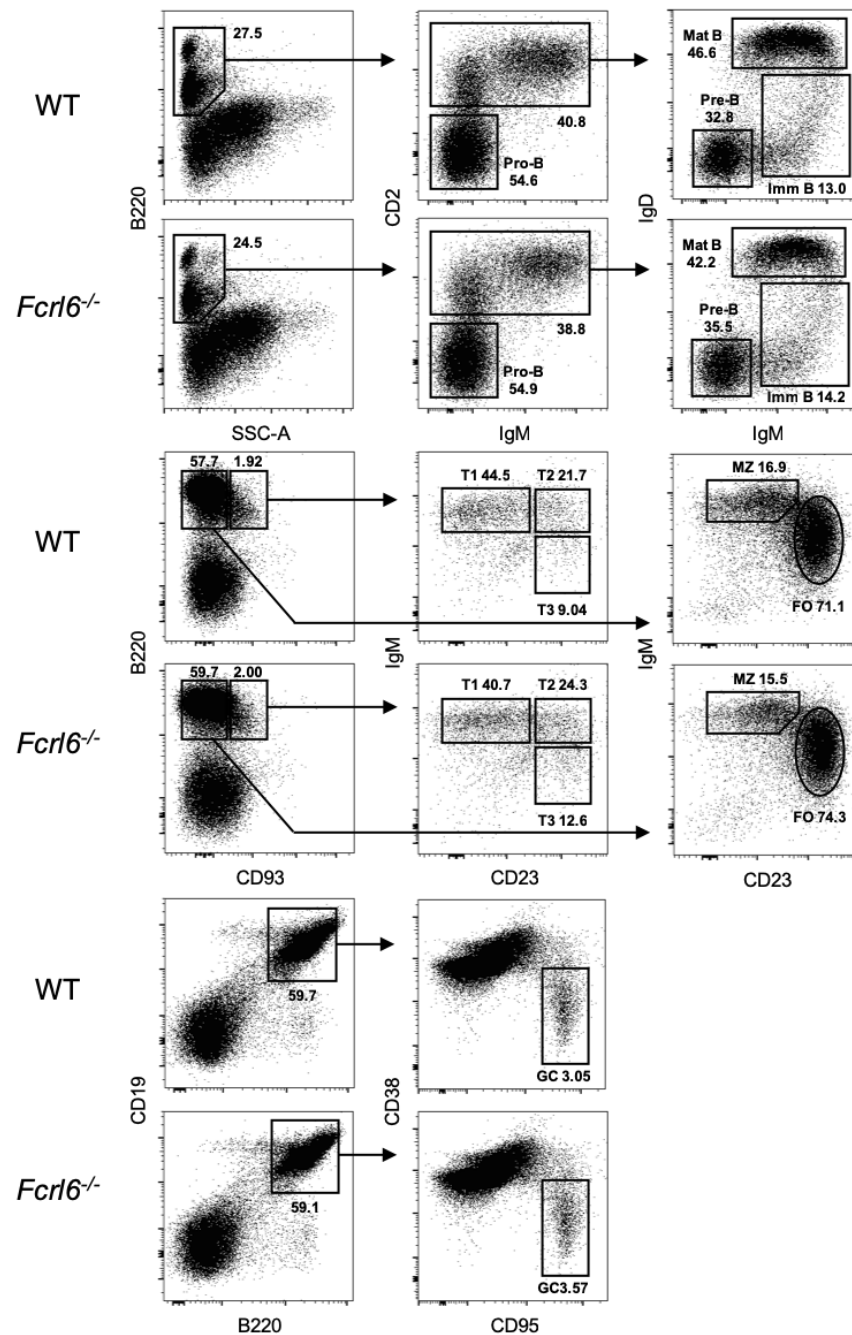 27.5
WT
B220
CD2
40.8
Pro-B
54.6
IgD
Mat B
46.6
Pre-B
32.8
Imm B 13.0
24.5
Fcrl6-/-
38.8
Pro-B
54.9
Mat B
42.2
Pre-B
35.5
Imm B 14.2
SSC-A
IgM
IgM
57.7 1.92
WT
B220
T1 44.5 T2 21.7
T3 9.04
IgM
MZ 16.9
FO 71.1
IgM
59.7 2.00
Fcrl6-/-
T1 40.7 T2 24.3
T3 12.6
MZ 15.5
FO 74.3
CD93
CD23
CD23
WT
59.7
CD19
GC 3.05
CD38
Fcrl6-/-
59.1
GC3.57
B220
CD95